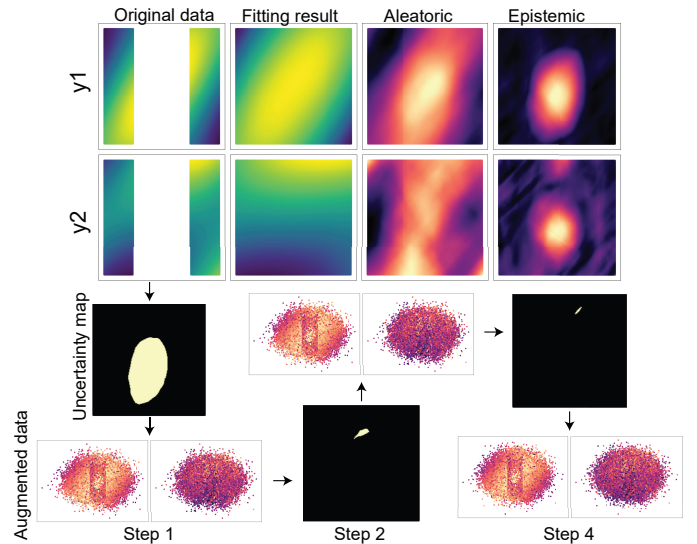 Original data Fitting result Aleatoric Epistemic
y1
y2
Uncertainty map
Augmented data
Step 1 Step 2 Step 4